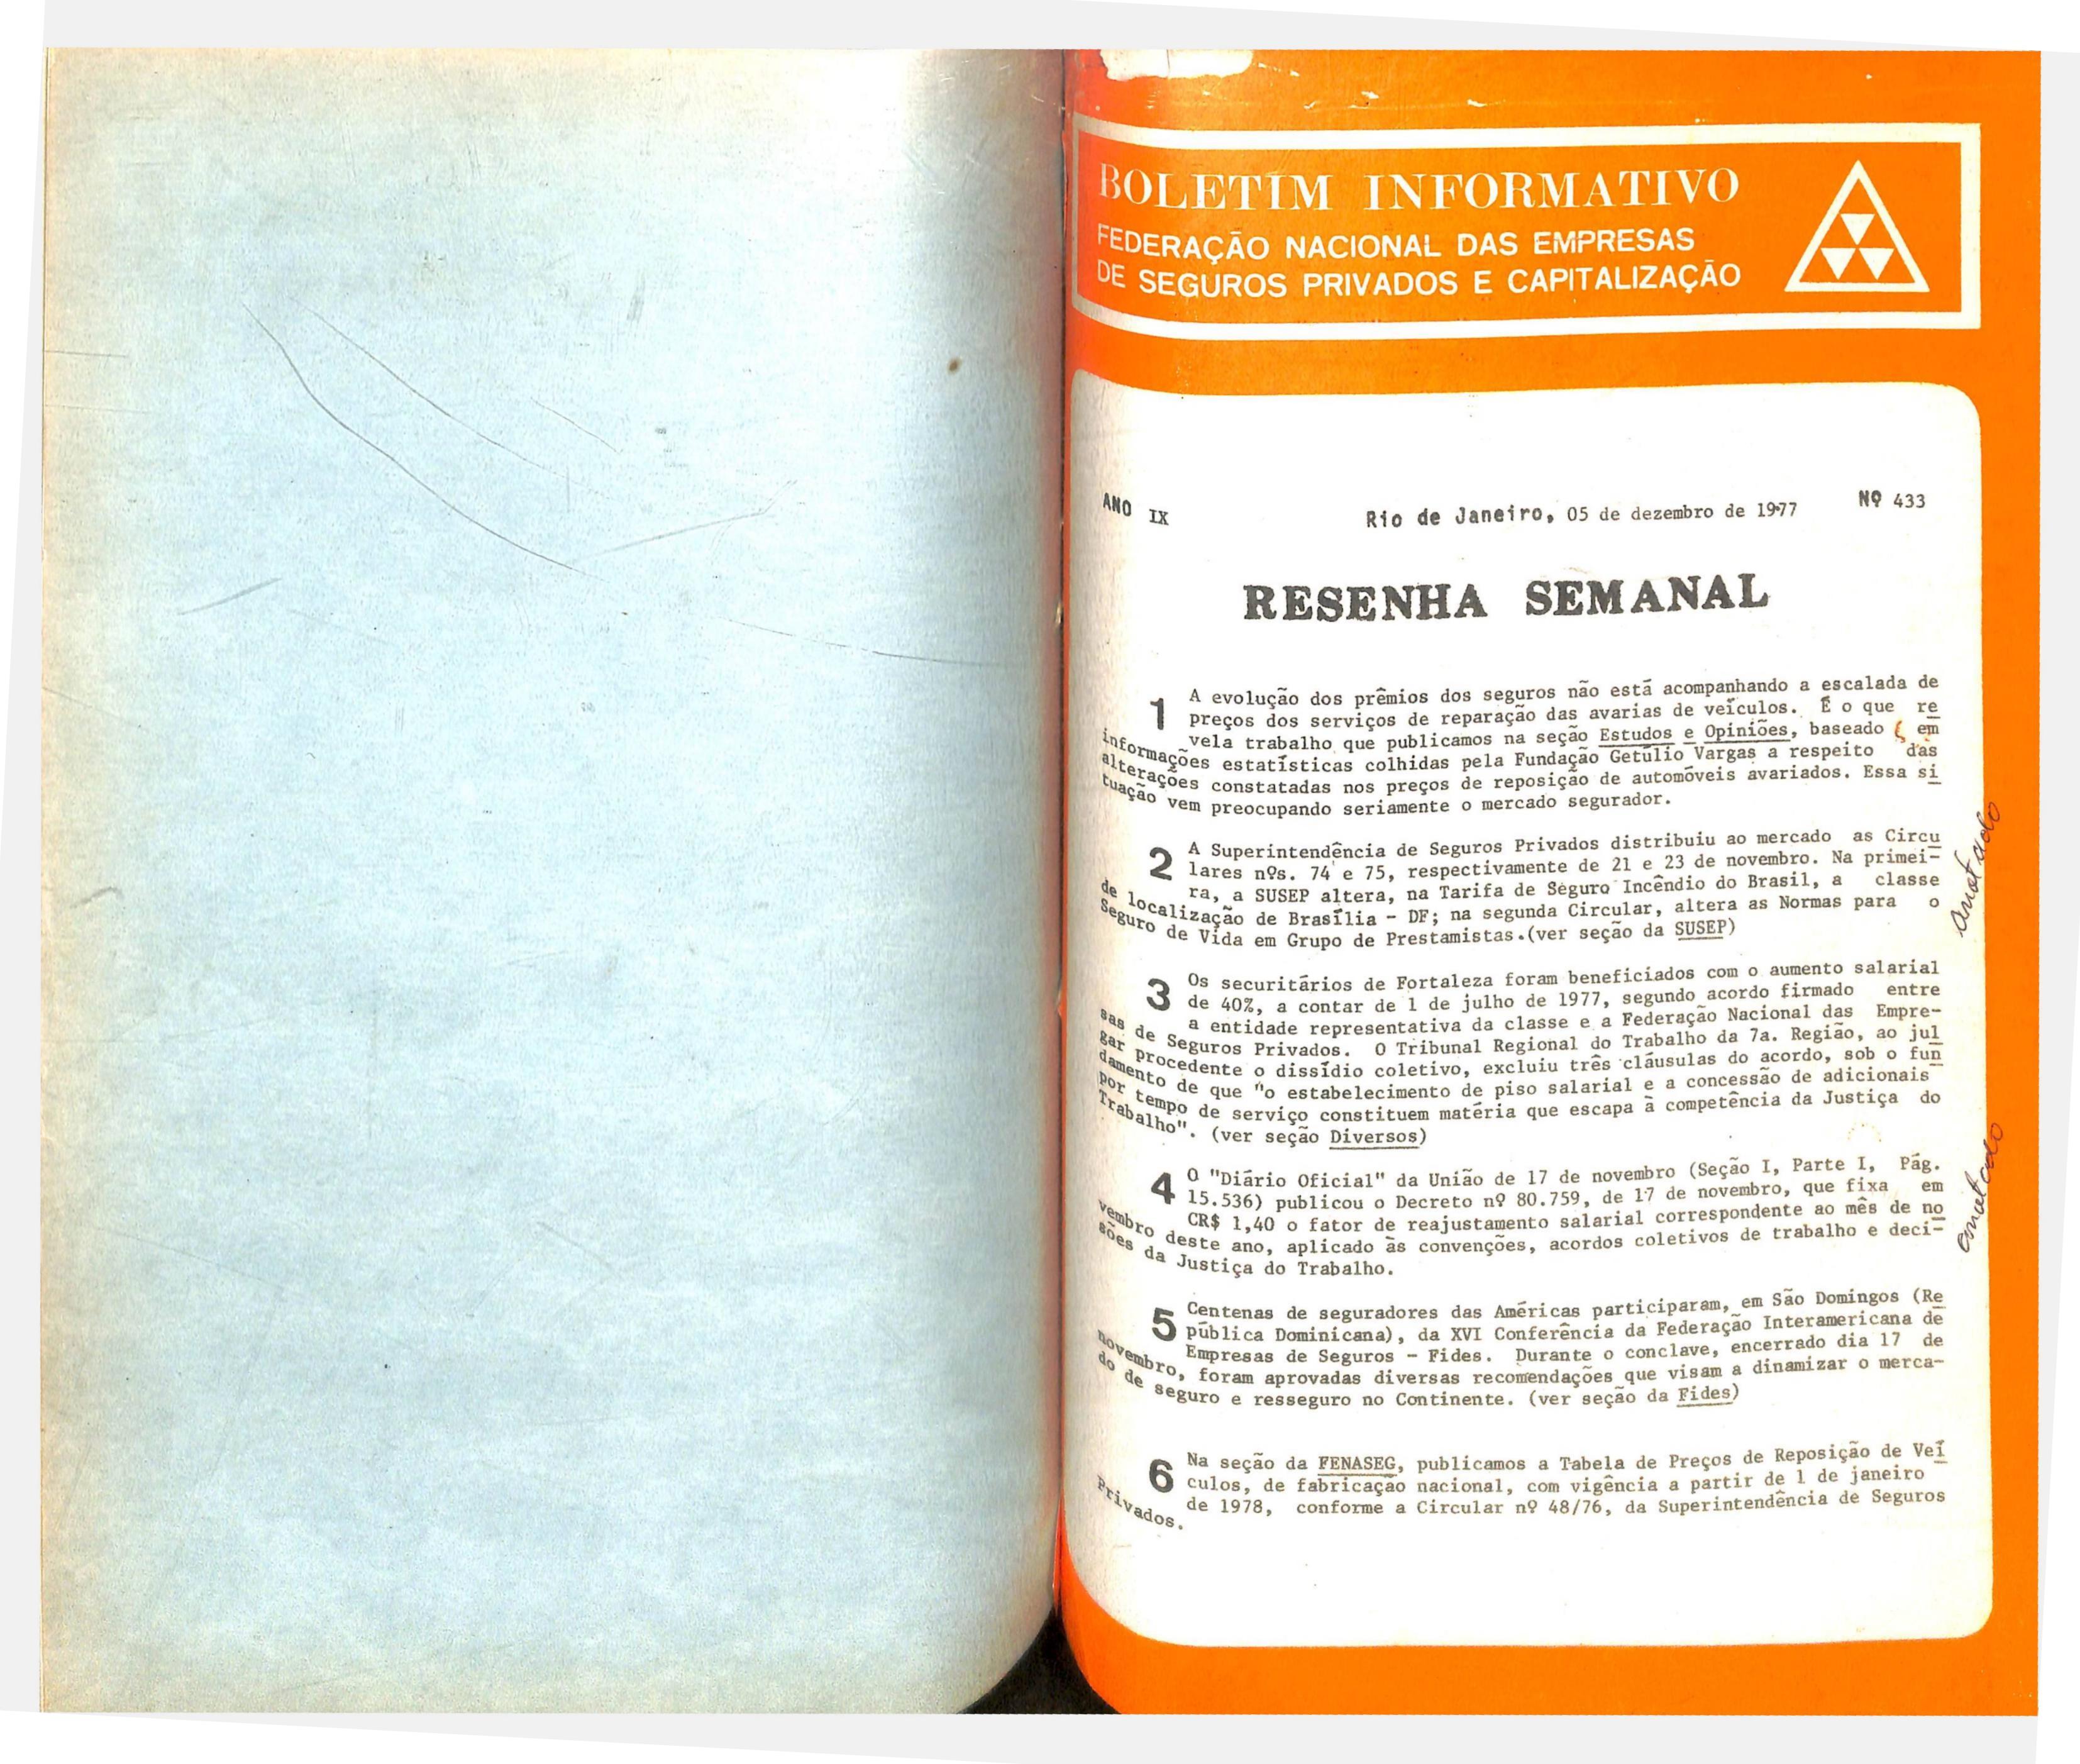 BOLETIM INFORMATIVO
FEDERAÇÃO NACIONAL DAS EMPRESAS
DE SEGUROS PRIVADOS E CAPITALIZAÇÃO
ANO IX Rio de Janeiro, 05 de dezembro de 1977 Nº 433
RESENHA SEMANAL
1 A evolução dos prêmios dos seguros não está acompanhando a escalada de
preços dos serviços de reparação das avarias de veículos. É o que re
vela trabalho que publicamos na seção Estudos e Opiniões, baseado em
informações estatísticas colhidas pela Fundação Getúlio Vargas a respeito das
alterações constatadas nos preços de reposição de automóveis avariados. Essa si
tuação vem preocupando seriamente o mercado segurador.
2 A Superintendência de Seguros Privados distribuiu ao mercado as Circu
lares nºs. 74 e 75, respectivamente de 21 e 23 de novembro. Na primei-
ra, a SUSEP altera, na Tarifa de Seguro Incêndio do Brasil, a classe
de localização de Brasília - DF; na segunda Circular, altera as Normas para o
Seguro de Vida em Grupo de Prestamistas.(ver seção da SUSEP)
anotado
3 Os securitários de Fortaleza foram beneficiados com o aumento salarial
de 40%, a contar de 1 de julho de 1977, segundo acordo firmado entre
a entidade representativa da classe e a Federação Nacional das Empre-
sas de Seguros Privados. O Tribunal Regional do Trabalho da 7a. Região, ao jul
gar procedente o dissídio coletivo, excluiu três cláusulas do acordo, sob o fun
damento de que "o estabelecimento de piso salarial e a concessão de adicionais
por tempo de serviço constituem matéria que escapa à competência da Justiça do
Trabalho". (ver seção Diversos)
4 O "Diário Oficial" da União de 17 de novembro (Seção I, Parte I, Pág.
15.536) publicou o Decreto nº 80.759, de 17 de novembro, que fixa em
CR$ 1,40 o fator de reajustamento salarial correspondente ao mês de no
vembro deste ano, aplicado às convenções, acordos coletivos de trabalho e deci-
sões da Justiça do Trabalho.
5 Centenas de seguradores das Américas participaram, em São Domingos (Re
pública Dominicana), da XVI Conferência da Federação Interamericana de
Empresas de Seguros - Fides. Durante o conclave, encerrado dia 17 de
novembro, foram aprovadas diversas recomendações que visam a dinamizar o merca-
do de seguro e resseguro no Continente. (ver seção da Fides)
6 Na seção da FENASEG, publicamos a Tabela de Preços de Reposição de Veí
culos, de fabricação nacional, com vigência a partir de 1 de janeiro
de 1978, conforme a Circular nº 48/76, da Superintendência de Seguros
Privados.